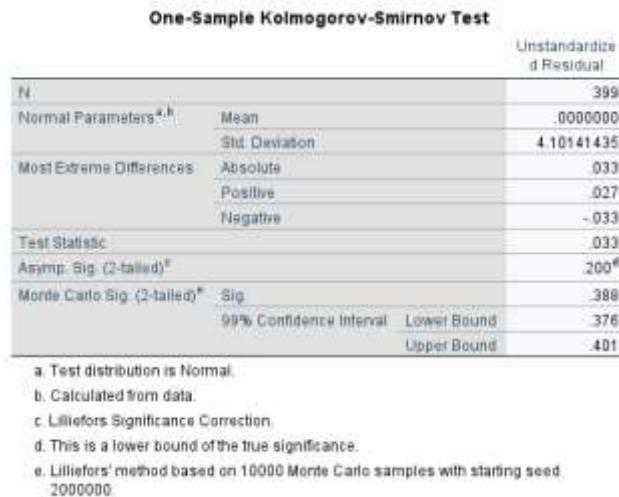 One-Sample Kolmogorov-Smirnov Test
Unstandardize
d Residual
N 399
Normal Parameters a,b Mean .0000000
Std. Deviation 4.10141435
Most Extreme Differences Absolute .033
Positive .027
Negative -.033
Test Statistic .033
Asymp. Sig. (2-tailed) c .200 d
Monte Carlo Sig. (2-tailed) e Sig. .388
99% Confidence Interval Lower Bound .376
Upper Bound .401
a. Test distribution is Normal.
b. Calculated from data.
c. Lilliefors Significance Correction.
d. This is a lower bound of the true significance.
e. Lilliefors' method based on 10000 Monte Carlo samples with starting seed
2000000.